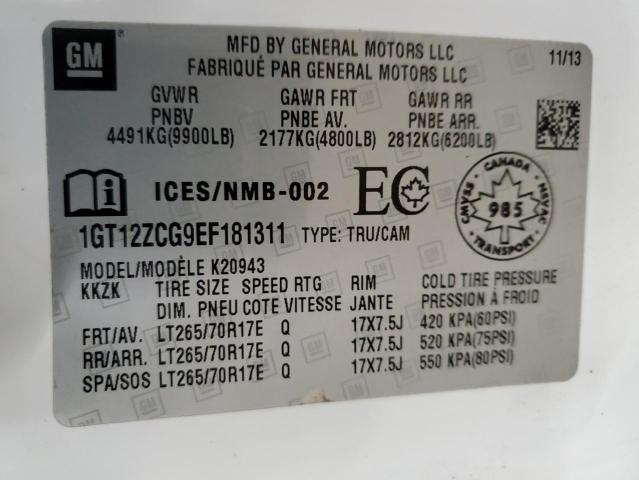 GM
MFD BY GENERAL MOTORS LLC
FABRIQUÉ PAR GENERAL MOTORS LLC
11/13
GVWR GAWR FRT GAWR RR
PNBV PNBE AV. PNBE ARR.
4491KG(9900LB) 2177KG(4800LB) 2812KG(6200LB)
ICES/NMB-002 EC
CANADA
CMVSS 985 NSVAC
TRANSPORT
1GT12ZCG9EF181311 TYPE: TRU/CAM
MODEL/MODÈLE K20943
KKZK TIRE SIZE SPEED RTG RIM COLD TIRE PRESSURE
DIM. PNEU COTE VITESSE JANTE PRESSION À FROID
FRT/AV. LT265/70R17E Q 17X7.5J 420 KPA(60PSI)
RR/ARR. LT265/70R17E Q 17X7.5J 520 KPA(75PSI)
SPA/SOS LT265/70R17E Q 17X7.5J 550 KPA(80PSI)